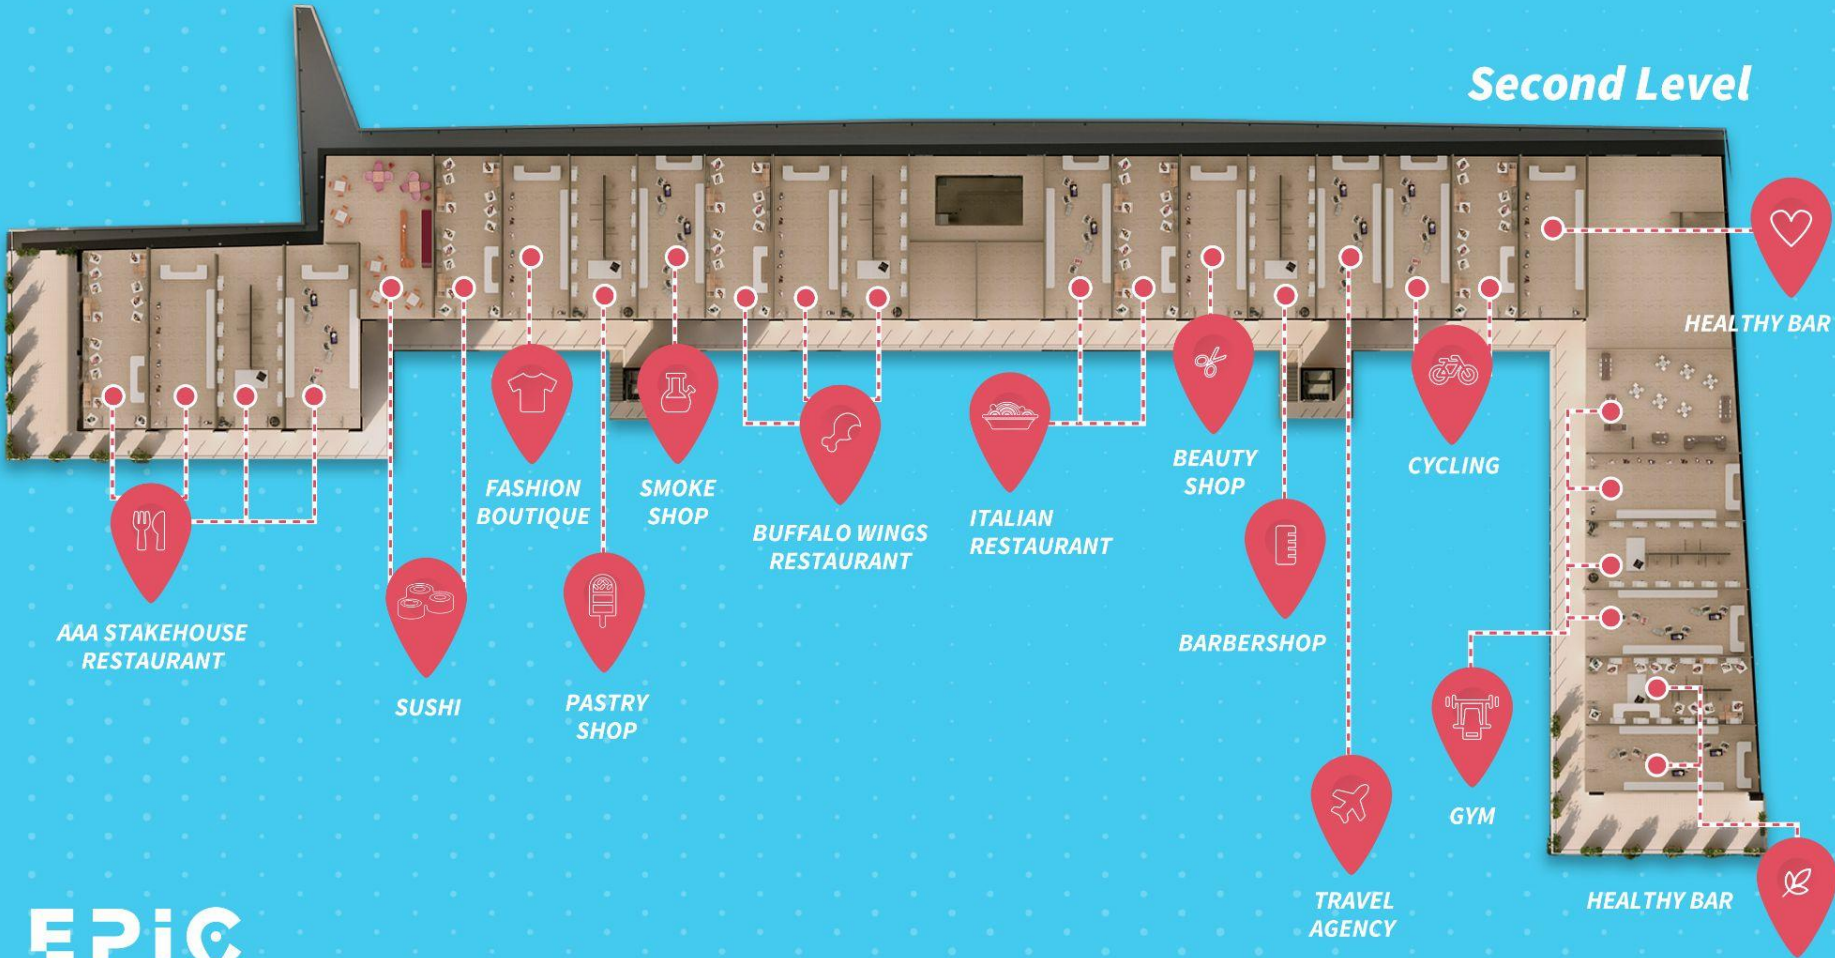 Second Level
HEALTHY BAR
FASHION
BOUTIQUE
SMOKE
SHOP
BUFFALO WINGS
RESTAURANT
ITALIAN
RESTAURANT
BEAUTY
SHOP
CYCLING
AAA STAKEHOUSE
RESTAURANT
SUSHI
PASTRY
SHOP
BARBERSHOP
GYM
TRAVEL
AGENCY
HEALTHY BAR
EPiC